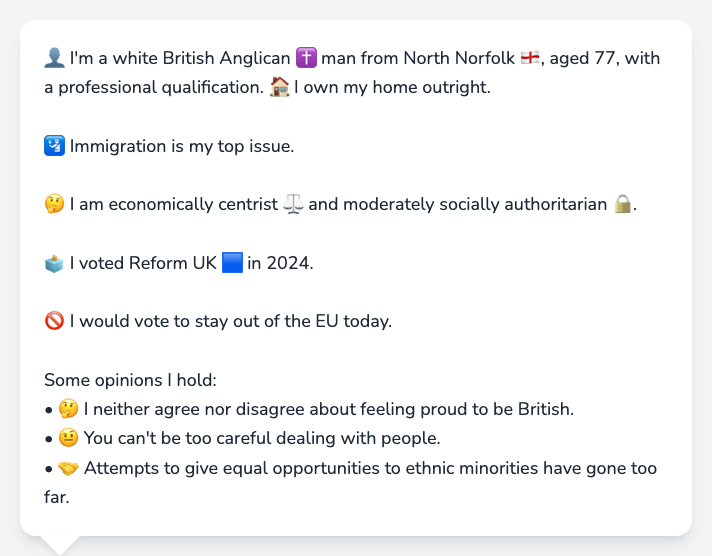 👤 I'm a white British Anglican ✝️ man from North Norfolk 🏴󠁧󠁢󠁥󠁮󠁧󠁿, aged 77, with
a professional qualification. 🏠 I own my home outright.
🛂 Immigration is my top issue.
🤔 I am economically centrist ⚖️ and moderately socially authoritarian 🔒.
🗳️ I voted Reform UK 🟦 in 2024.
🚫 I would vote to stay out of the EU today.
Some opinions I hold:
• 🤔 I neither agree nor disagree about feeling proud to be British.
• 🤨 You can't be too careful dealing with people.
• 🤝 Attempts to give equal opportunities to ethnic minorities have gone too
far.